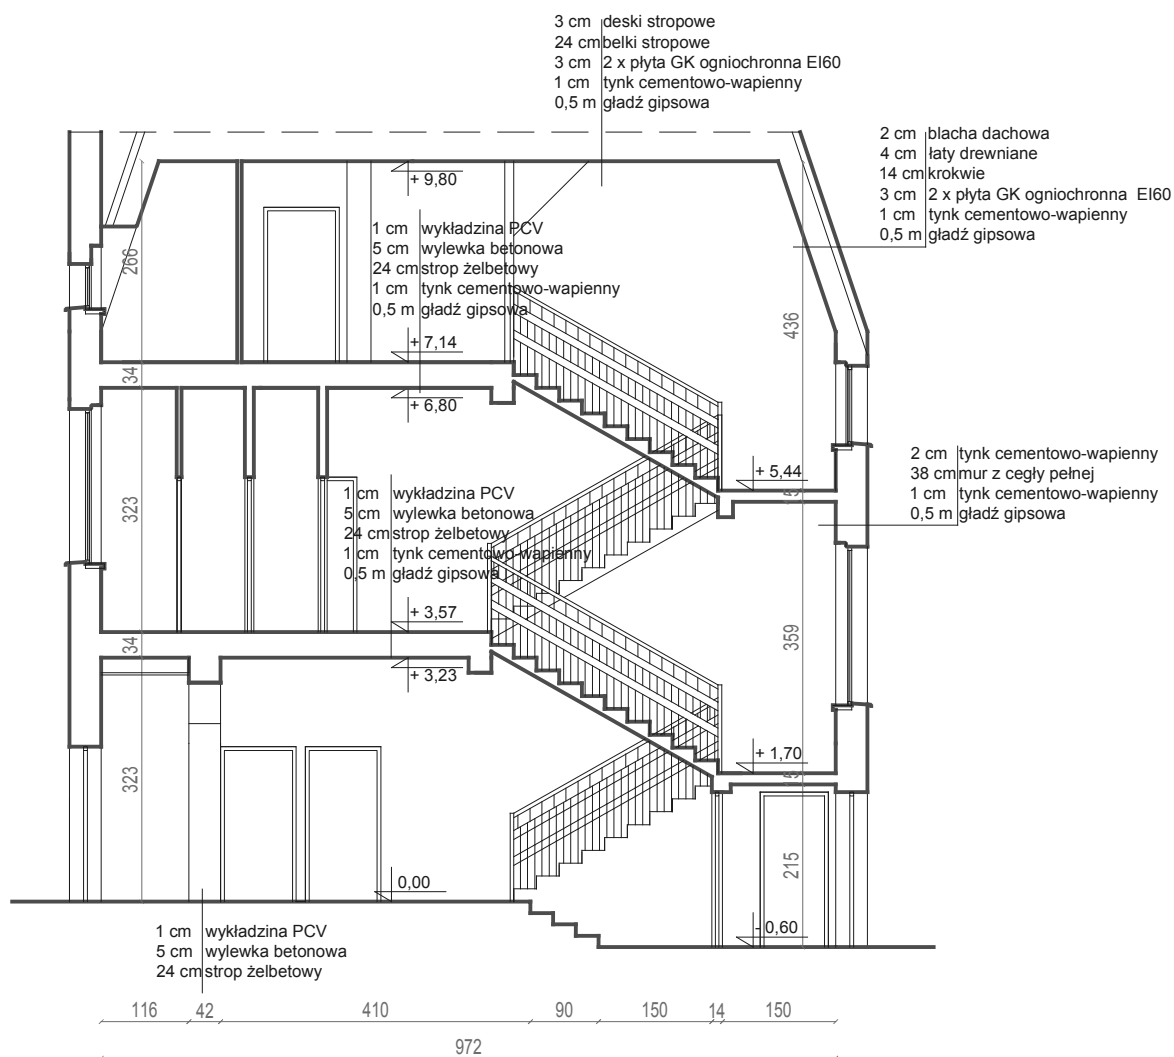 3 cm deski stropowe
24 cm belki stropowe
3 cm 2 x płyta GK ogniochronna EI60
1 cm tynk cementowo-wapienny
0,5 m gładź gipsowa
2 cm blacha dachowa
4 cm łaty drewniane
14 cm krokwie
3 cm 2 x płyta GK ogniochronna EI60
1 cm tynk cementowo-wapienny
0,5 m gładź gipsowa
+ 9,80
1 cm wykładzina PCV
5 cm wylewka betonowa
24 cm strop żelbetowy
1 cm tynk cementowo-wapienny
0,5 m gładź gipsowa
266
436
+ 7,14
34
+ 6,80
2 cm tynk cementowo-wapienny
38 cm mur z cegły pełnej
1 cm tynk cementowo-wapienny
0,5 m gładź gipsowa
+ 5,44
1 cm wykładzina PCV
5 cm wylewka betonowa
24 cm strop żelbetowy
1 cm tynk cementowo-wapienny
0,5 m gładź gipsowa
323
+ 3,57
34
359
+ 3,23
+ 1,70
323
215
0,00
- 0,60
1 cm wykładzina PCV
5 cm wylewka betonowa
24 cm strop żelbetowy
116 42 410 90 150 14 150
972